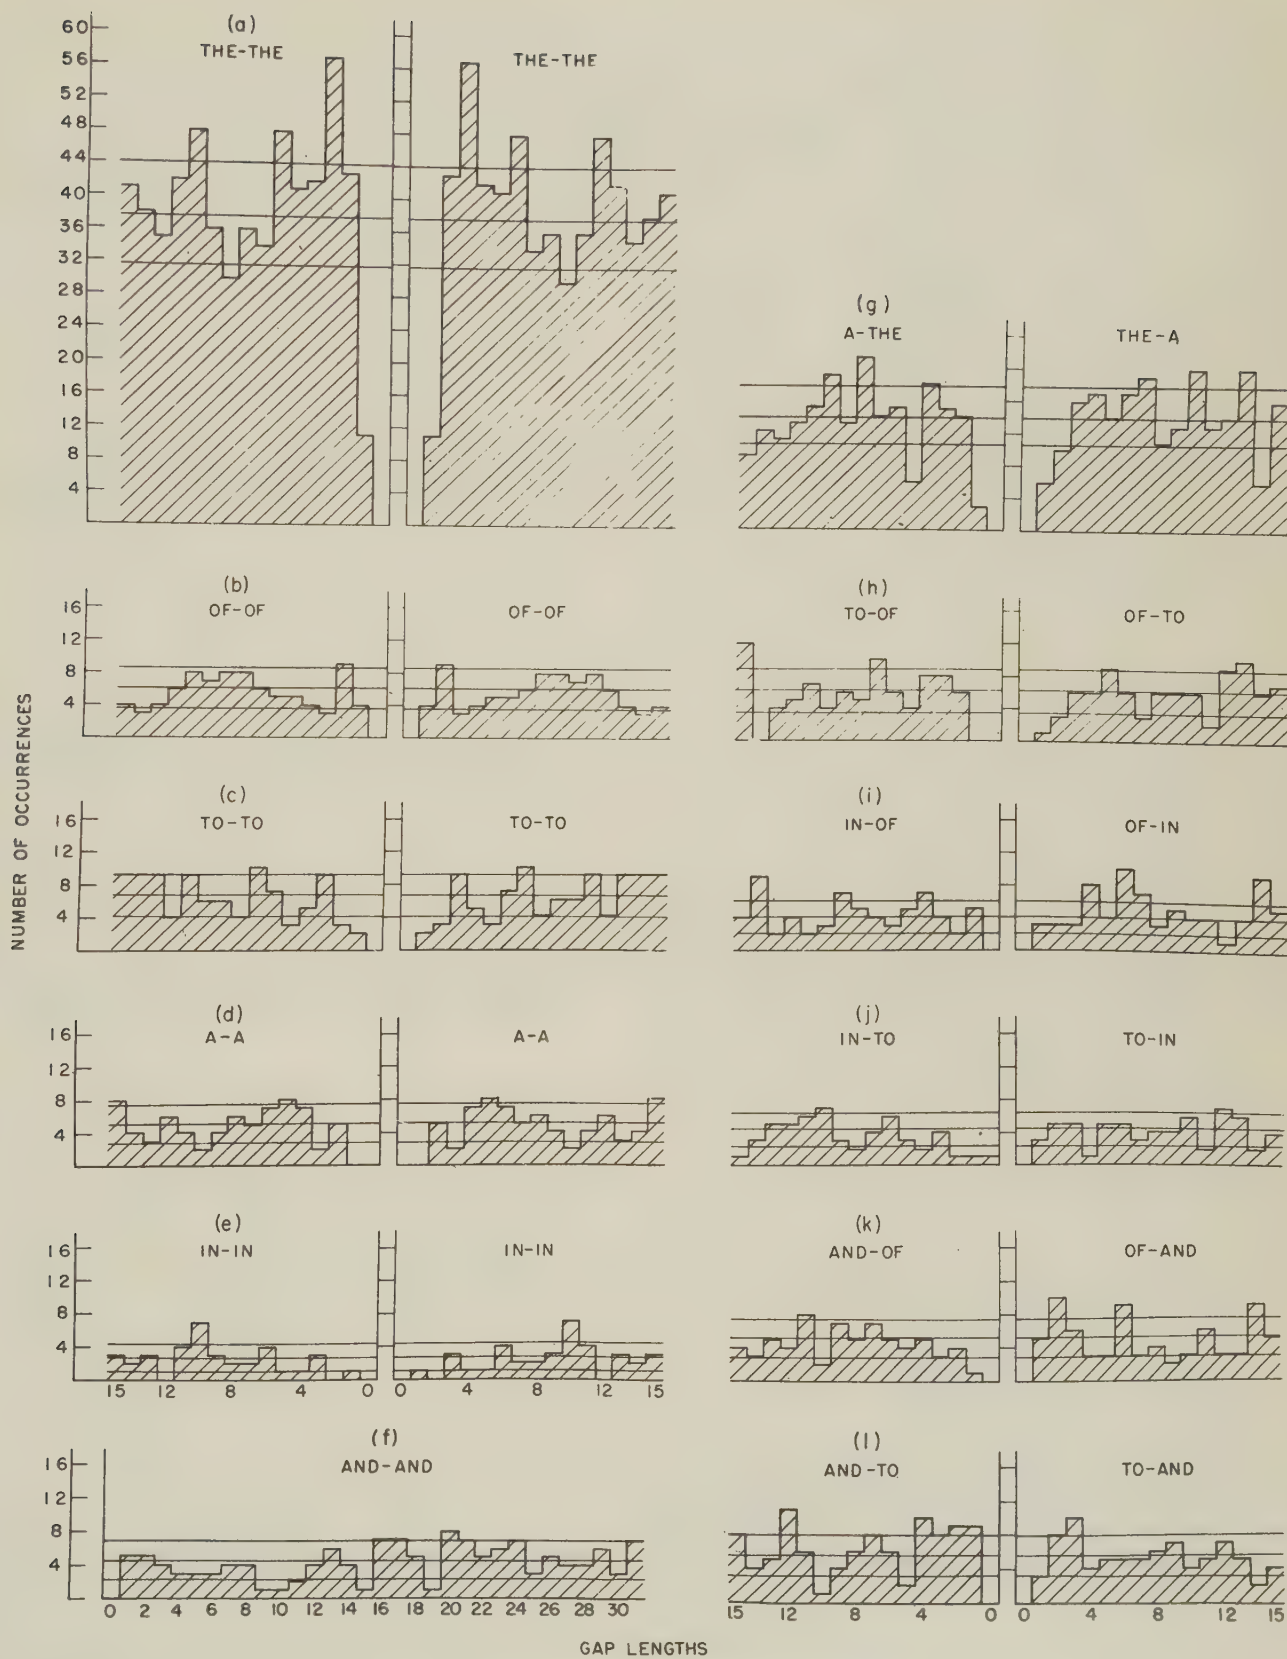 NUMBER OF OCCURRENCES
(a)
THE-THE
THE-THE
60
56
52
48
44
40
36
32
28
24
20
16
12
8
4
(b)
OF-OF
OF-OF
16
12
8
4
(c)
TO-TO
TO-TO
16
12
8
4
(d)
A-A
A-A
16
12
8
4
(e)
IN-IN
IN-IN
16
12
8
4
15 12 8 4 0 0 4 8 12 15
(f)
AND-AND
16
12
8
4
0 2 4 6 8 10 12 14 16 18 20 22 24 26 28 30
(g)
A-THE
THE-A
(h)
TO-OF
OF-TO
(i)
IN-OF
OF-IN
(j)
IN-TO
TO-IN
(k)
AND-OF
OF-AND
(l)
AND-TO
TO-AND
15 12 8 4 0 0 4 8 12 15
GAP LENGTHS